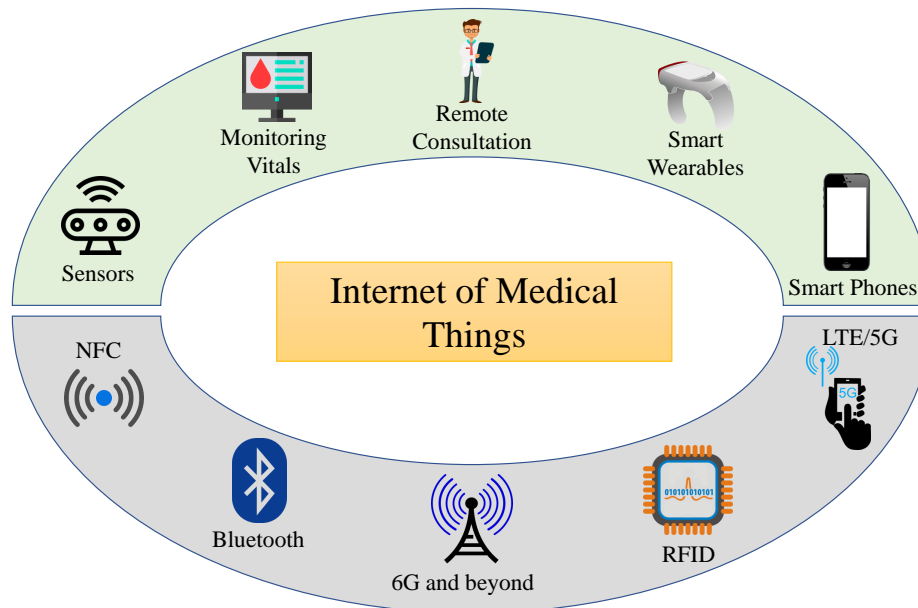 Remote
Consultation
Monitoring
Vitals
Smart
Wearables
Sensors
Smart Phones
Internet of Medical
Things
NFC
LTE/5G
5G
Bluetooth
010101010101
RFID
6G and beyond